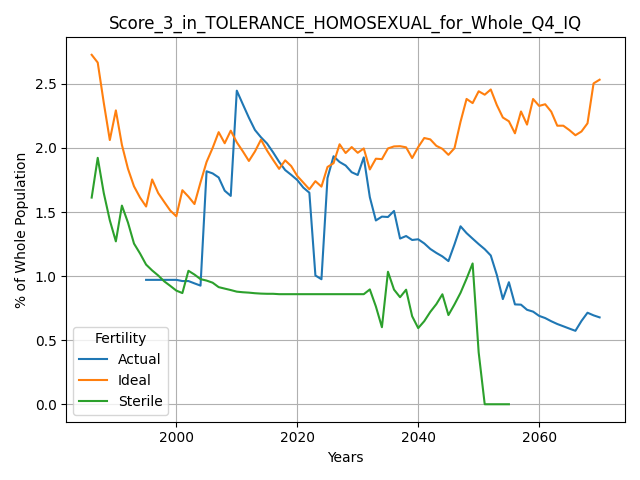 Score_3_in_TOLERANCE_HOMOSEXUAL_for_Whole_Q4_IQ
% of Whole Population
2.5
2.0
1.5
1.0
0.5
0.0
Fertility
Actual
Ideal
Sterile
2000
2020
2040
2060
Years